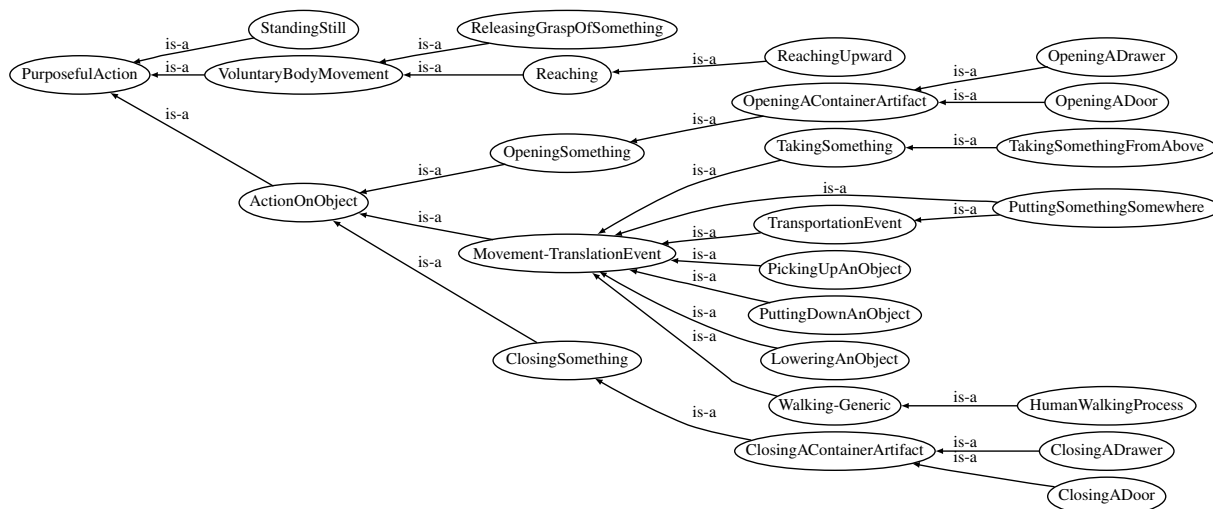 StandingStill
ReleasingGraspOfSomething
is-a
is-a
PurposefulAction
is-a
VoluntaryBodyMovement
is-a
Reaching
is-a
ReachingUpward
OpeningADrawer
is-a
OpeningAContainerArtifact
is-a
OpeningADoor
is-a
is-a
OpeningSomething
TakingSomething
is-a
TakingSomethingFromAbove
is-a
is-a
is-a
ActionOnObject
is-a
PuttingSomethingSomewhere
is-a
is-a
TransportationEvent
is-a
Movement-TranslationEvent
is-a
PickingUpAnObject
is-a
is-a
PuttingDownAnObject
is-a
is-a
ClosingSomething
LoweringAnObject
Walking-Generic
is-a
HumanWalkingProcess
is-a
ClosingAContainerArtifact
is-a
ClosingADrawer
is-a
ClosingADoor